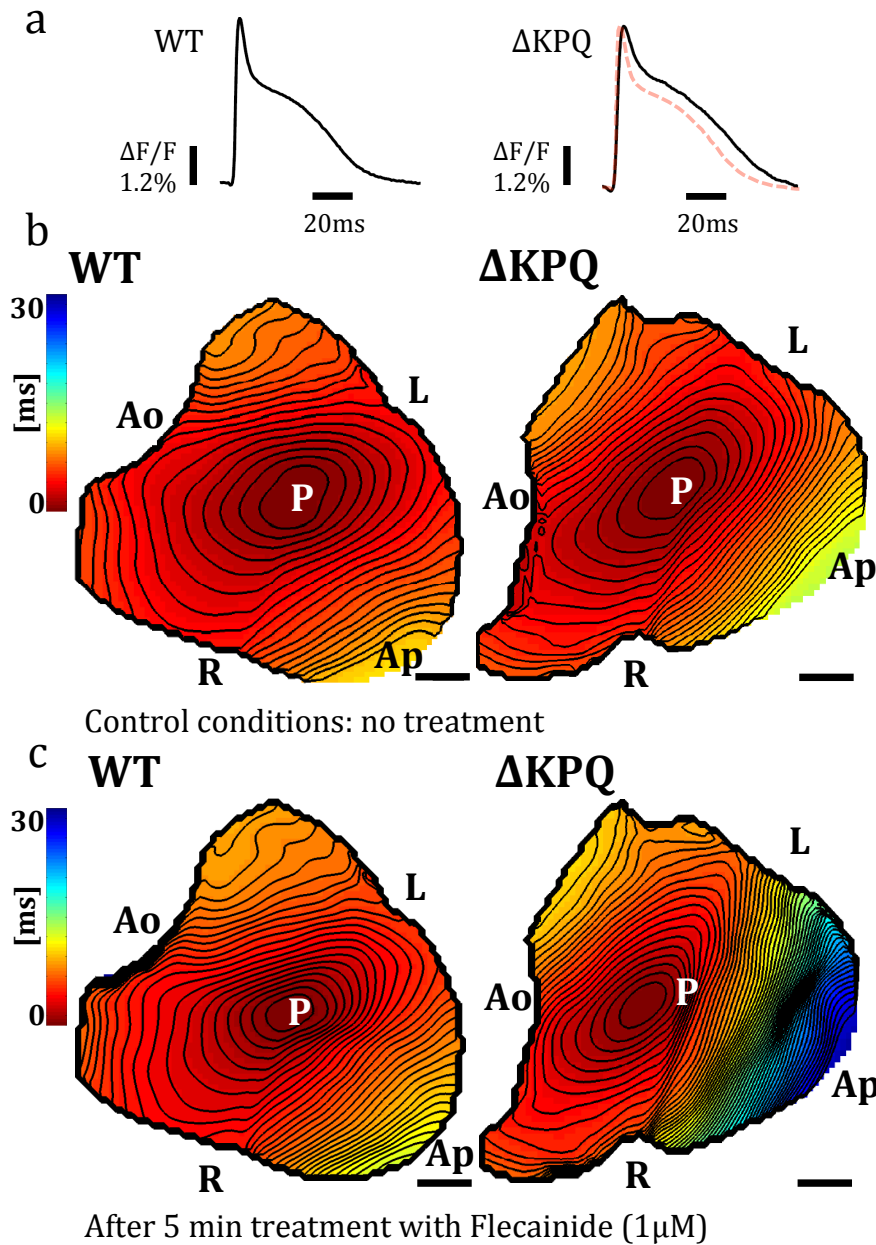 a
WT
ΔKPQ
ΔF/F
1.2%
20ms
ΔF/F
1.2%
20ms
b
WT
ΔKPQ
30
[ms]
0
Ao
L
P
R
Ap
L
Ao
P
Ap
R
Control conditions: no treatment
c
WT
ΔKPQ
30
[ms]
0
Ao
L
P
R
Ap
L
Ao
P
Ap
R
After 5 min treatment with Flecainide (1µM)